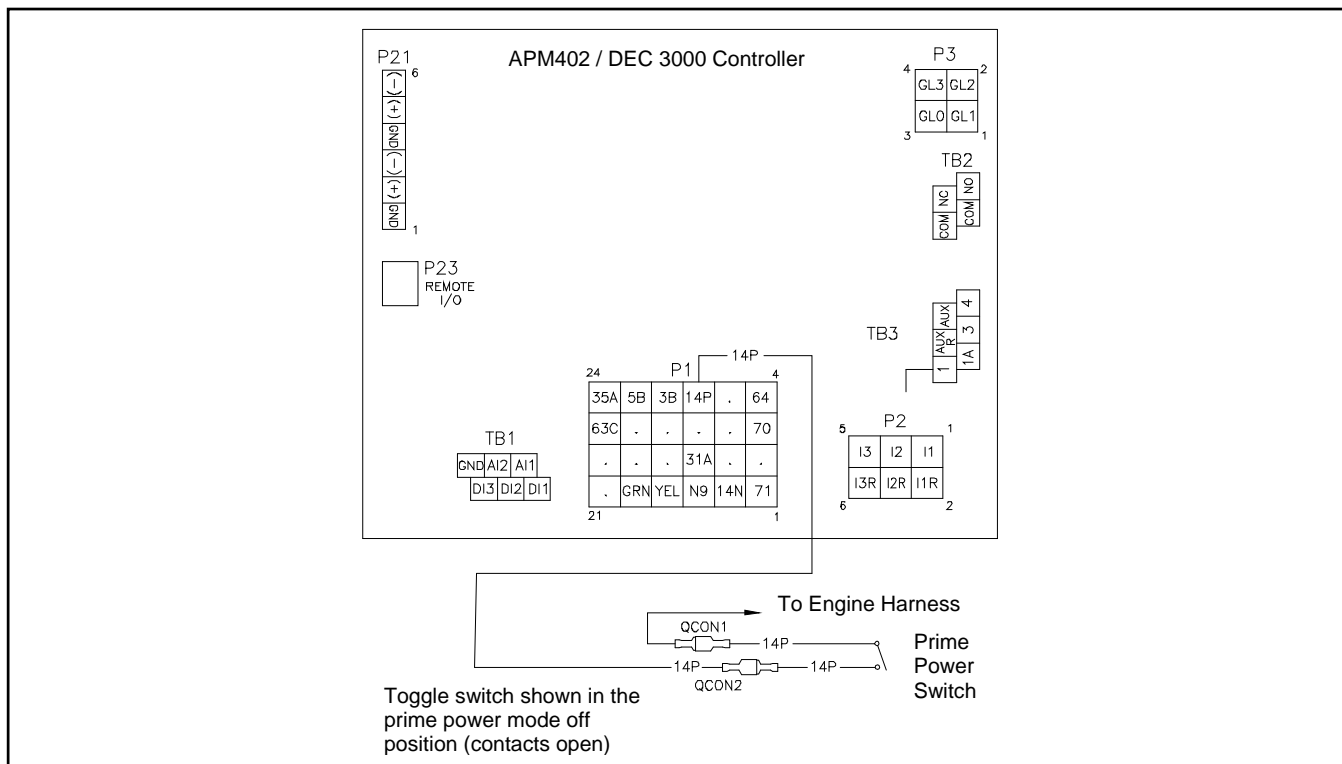 APM402 / DEC 3000 Controller
P21
6
(−)
(+)
GND
(−)
(+)
GND
1
P23
REMOTE
I/O
P3
4 2
GL3 GL2
GL0 GL1
3 1
TB2
COM NC
COM NO
TB3
1 AUX R AUX
1A 3 4
14P
P1
24 4
35A 5B 3B 14P . 64
63C . . . . 70
. . . 31A . .
. GRN YEL N9 14N 71
21 1
TB1
GND AI2 AI1
DI3 DI2 DI1
P2
5 1
I3 I2 I1
I3R I2R I1R
6 2
To Engine Harness
QCON1
14P
14P
14P
QCON2
Prime
Power
Switch
Toggle switch shown in the
prime power mode off
position (contacts open)